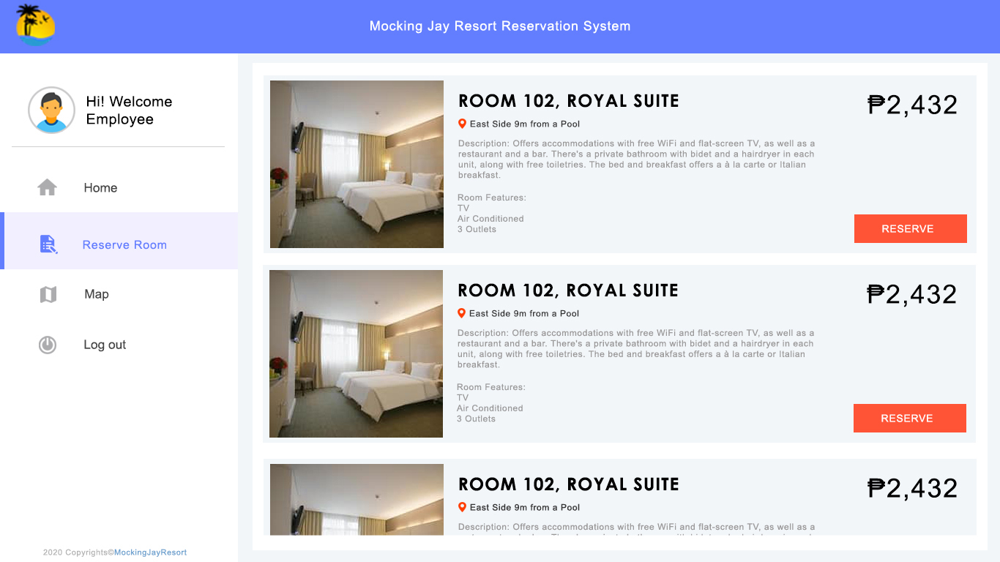 Mocking Jay Resort Reservation System
Hi! Welcome
Employee
Home
Reserve Room
Map
Log out
2020 Copyrights©MockingJayResort
ROOM 102, ROYAL SUITE
₱2,432
East Side 9m from a Pool
Description: Offers accommodations with free WiFi and flat-screen TV, as well as a
restaurant and a bar. There's a private bathroom with bidet and a hairdryer in each
unit, along with free toiletries. The bed and breakfast offers a à la carte or Italian
breakfast.
Room Features:
TV
Air Conditioned
3 Outlets
RESERVE
ROOM 102, ROYAL SUITE
₱2,432
East Side 9m from a Pool
Description: Offers accommodations with free WiFi and flat-screen TV, as well as a
restaurant and a bar. There's a private bathroom with bidet and a hairdryer in each
unit, along with free toiletries. The bed and breakfast offers a à la carte or Italian
breakfast.
Room Features:
TV
Air Conditioned
3 Outlets
RESERVE
ROOM 102, ROYAL SUITE
₱2,432
East Side 9m from a Pool
Description: Offers accommodations with free WiFi and flat-screen TV, as well as a